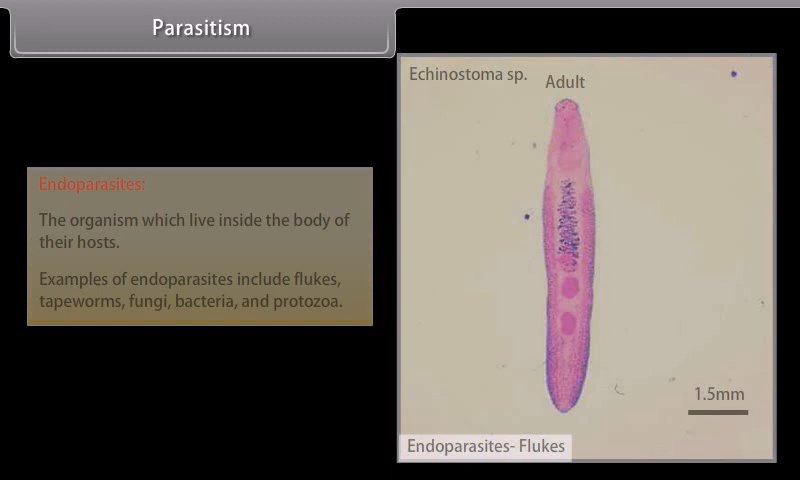 Parasitism
Endoparasites:
The organism which live inside the body of
their hosts.
Examples of endoparasites include flukes,
tapeworms, fungi, bacteria, and protozoa.
Echinostoma sp.
Adult
1.5mm
Endoparasites- Flukes